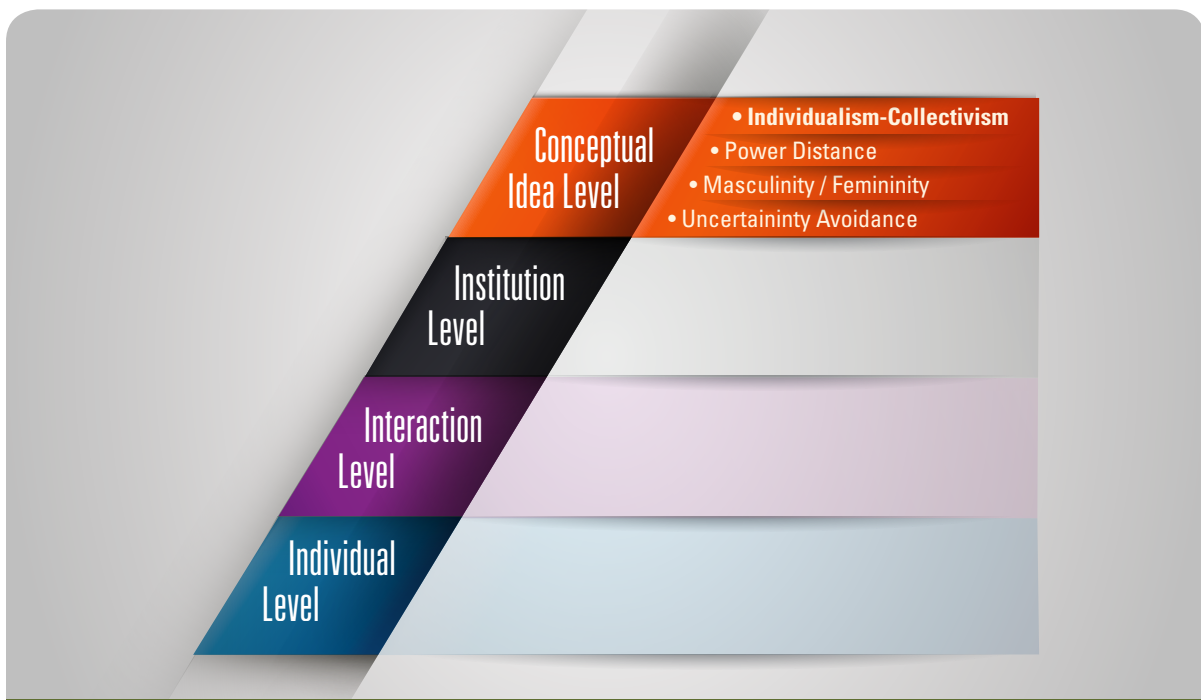 Conceptual
Idea Level
• Individualism-Collectivism
• Power Distance
• Masculinity / Femininity
• Uncertaininty Avoidance
Institution
Level
Interaction
Level
Individual
Level